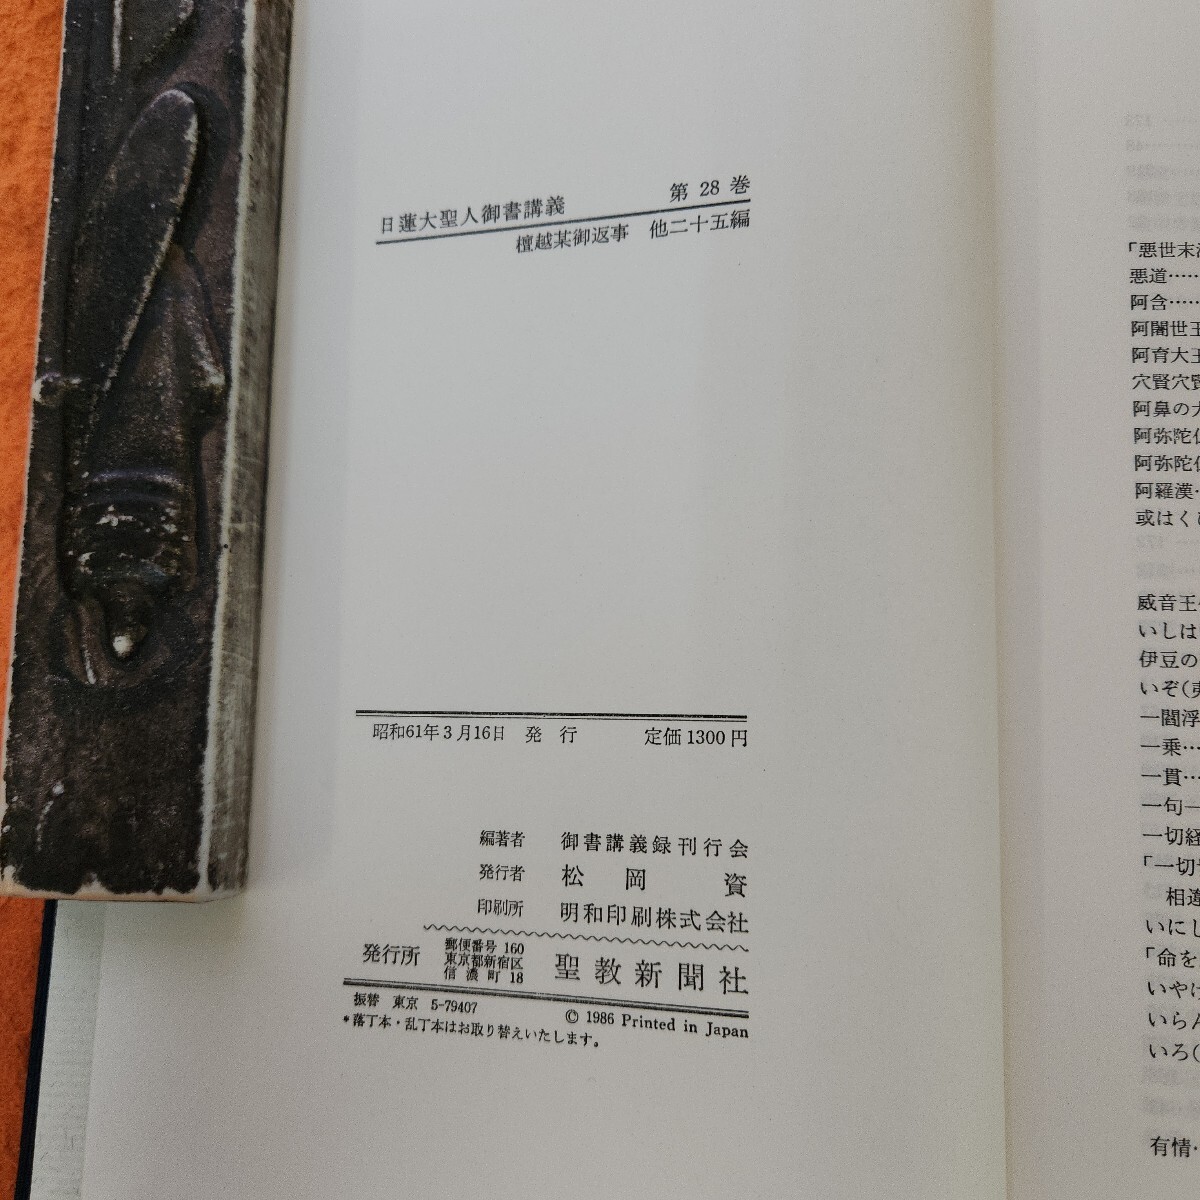 日蓮大聖人御書講義 第28巻
檀越某御返事 他二十五編
昭和61年3月16日 発行 定価1300円
編著者 御書講義録刊行会
発行者 松岡 資
印刷所 明和印刷株式会社
発行所 郵便番号 160
東京都新宿区
信濃町 18
聖教新聞社
振替 東京 5-79407
© 1986 Printed in Japan
*落丁本・乱丁本はお取り替えいたします。
「悪世末
悪道……
阿含……
阿闍世王
阿育大王
穴賢穴賢
阿鼻の
阿弥陀
阿弥陀
阿羅漢
或はく
威音王
いしは
伊豆の
いぞ(
一閻浮
一乗…
一貫…
一句一
一切経
「一切
相違
いにし
「命を
いやけ
いらん
いろ(
有情